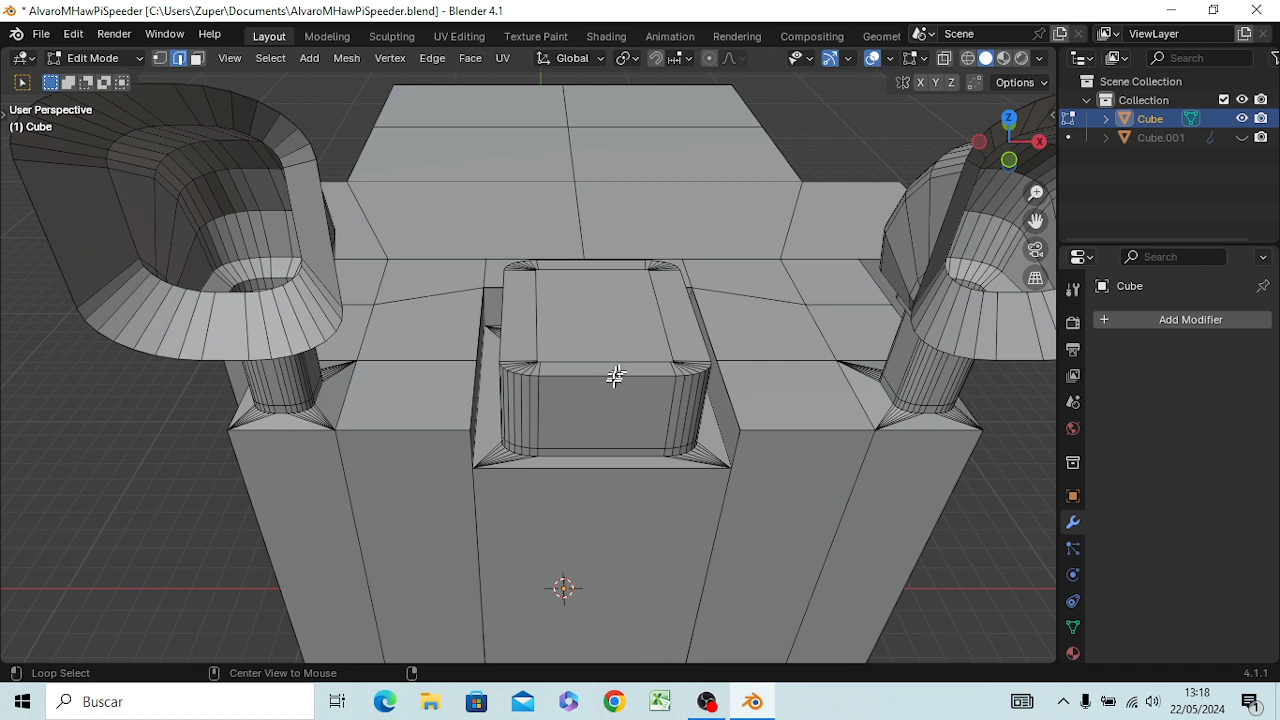 * AlvaroMHawPiSpeeder [C:\Users\Zuper\Documents\AlvaroMHawPiSpeeder.blend] - Blender 4.1
File Edit Render Window Help Layout Modeling Sculpting UV Editing Texture Paint Shading Animation Rendering Compositing Geomet Scene ViewLayer
Edit Mode View Select Add Mesh Vertex Edge Face UV Global Search
X Y Z Options
Scene Collection
Collection
Cube
Cube.001
User Perspective
(1) Cube
Z
X
Search
Cube
Add Modifier
Loop Select Center View to Mouse 4.1.1
Buscar
13:18
22/05/2024
1